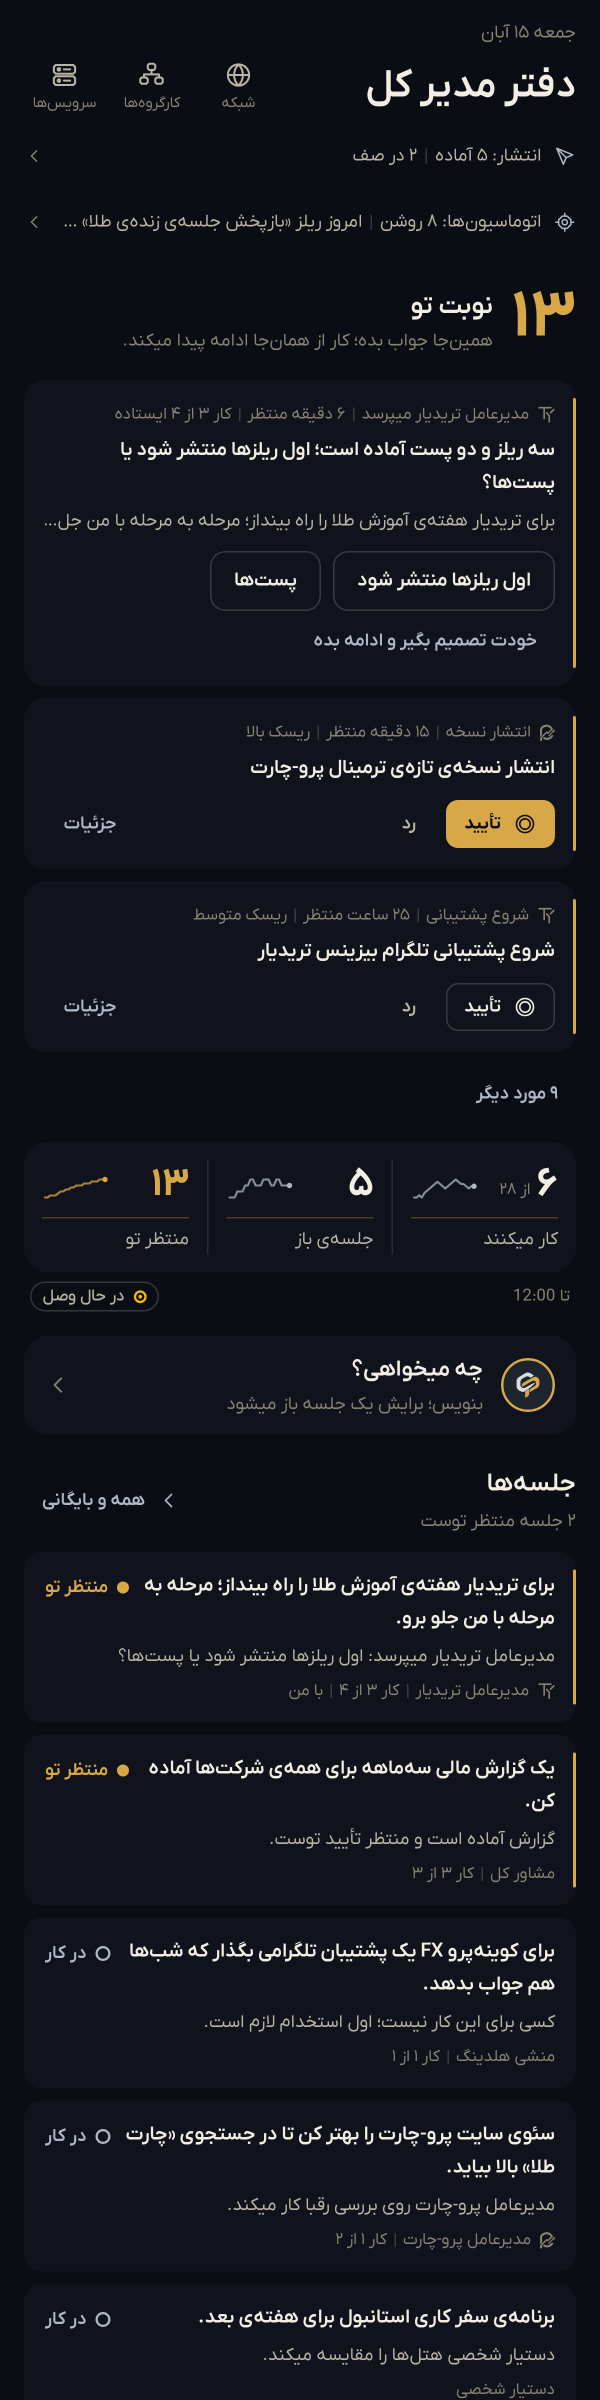 جمعه ۱۵ آبان
دفتر مدیر کل
شبکه
کارگروه‌ها
سرویس‌ها
انتشار: ۵ آماده | ۲ در صف
اتوماسیون‌ها: ۸ روشن | امروز ریلز «بازپخش جلسه‌ی زنده‌ی طلا» ...
۱۳
نوبت تو
همین‌جا جواب بده؛ کار از همان‌جا ادامه پیدا میکند.
مدیرعامل تریدیار میپرسد | ۶ دقیقه منتظر | کار ۳ از ۴ ایستاده
سه ریلز و دو پست آماده است؛ اول ریلزها منتشر شود یا
پست‌ها؟
برای تریدیار هفته‌ی آموزش طلا را راه بینداز؛ مرحله به مرحله با من جل...
اول ریلزها منتشر شود
پست‌ها
خودت تصمیم بگیر و ادامه بده
انتشار نسخه | ۱۵ دقیقه منتظر | ریسک بالا
انتشار نسخه‌ی تازه‌ی ترمینال پرو-چارت
تأیید
رد
جزئیات
شروع پشتیبانی | ۲۵ ساعت منتظر | ریسک متوسط
شروع پشتیبانی تلگرام بیزینس تریدیار
تأیید
رد
جزئیات
۹ مورد دیگر
۶ از ۲۸
کار میکنند
۵
جلسه‌ی باز
۱۳
منتظر تو
تا 12:00
در حال وصل
چه میخواهی؟
بنویس؛ برایش یک جلسه باز میشود
جلسه‌ها
۲ جلسه منتظر توست
همه و بایگانی
برای تریدیار هفته‌ی آموزش طلا را راه بینداز؛ مرحله به
مرحله با من جلو برو.
منتظر تو
مدیرعامل تریدیار میپرسد: اول ریلزها منتشر شود یا پست‌ها؟
مدیرعامل تریدیار | کار ۳ از ۴ | با من
یک گزارش مالی سه‌ماهه برای همه‌ی شرکت‌ها آماده
کن.
منتظر تو
گزارش آماده است و منتظر تأیید توست.
مشاور کل | کار ۳ از ۳
برای کوینه‌پرو FX یک پشتیبان تلگرامی بگذار که شب‌ها
هم جواب بدهد.
در کار
کسی برای این کار نیست؛ اول استخدام لازم است.
منشی هلدینگ | کار ۱ از ۱
سئوی سایت پرو-چارت را بهتر کن تا در جستجوی «چارت
طلا» بالا بیاید.
در کار
مدیرعامل پرو-چارت روی بررسی رقبا کار میکند.
مدیرعامل پرو-چارت | کار ۱ از ۲
برنامه‌ی سفر کاری استانبول برای هفته‌ی بعد.
در کار
دستیار شخصی هتل‌ها را مقایسه میکند.
دستیار شخصی